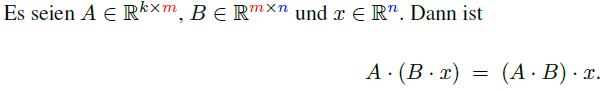 Es seien A ∈ ℝ^{k×m}, B ∈ ℝ^{m×n} und x ∈ ℝ^n. Dann ist
A · (B · x) = (A · B) · x.